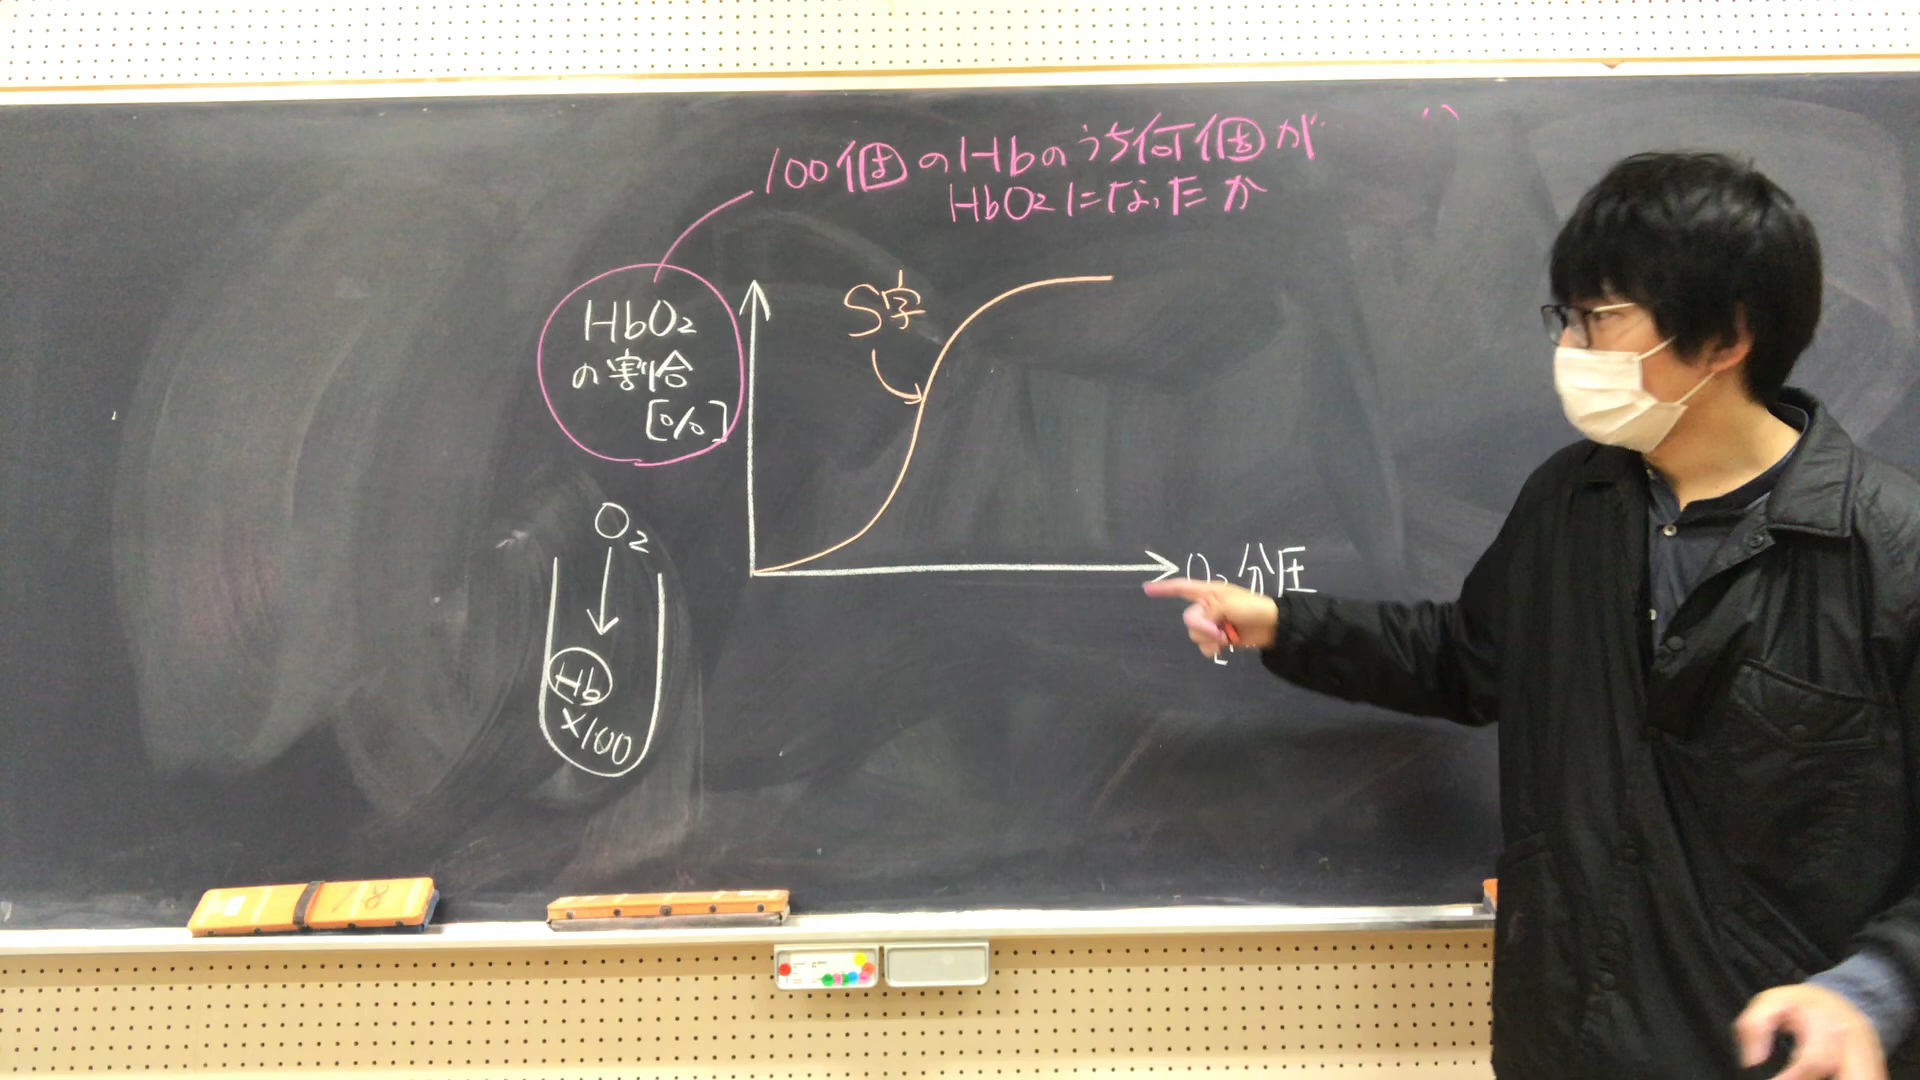 100個のHbのうち何個が
HbO2になったか
HbO2
の割合
[%]
S字
O2
O2分圧
Hb
×100